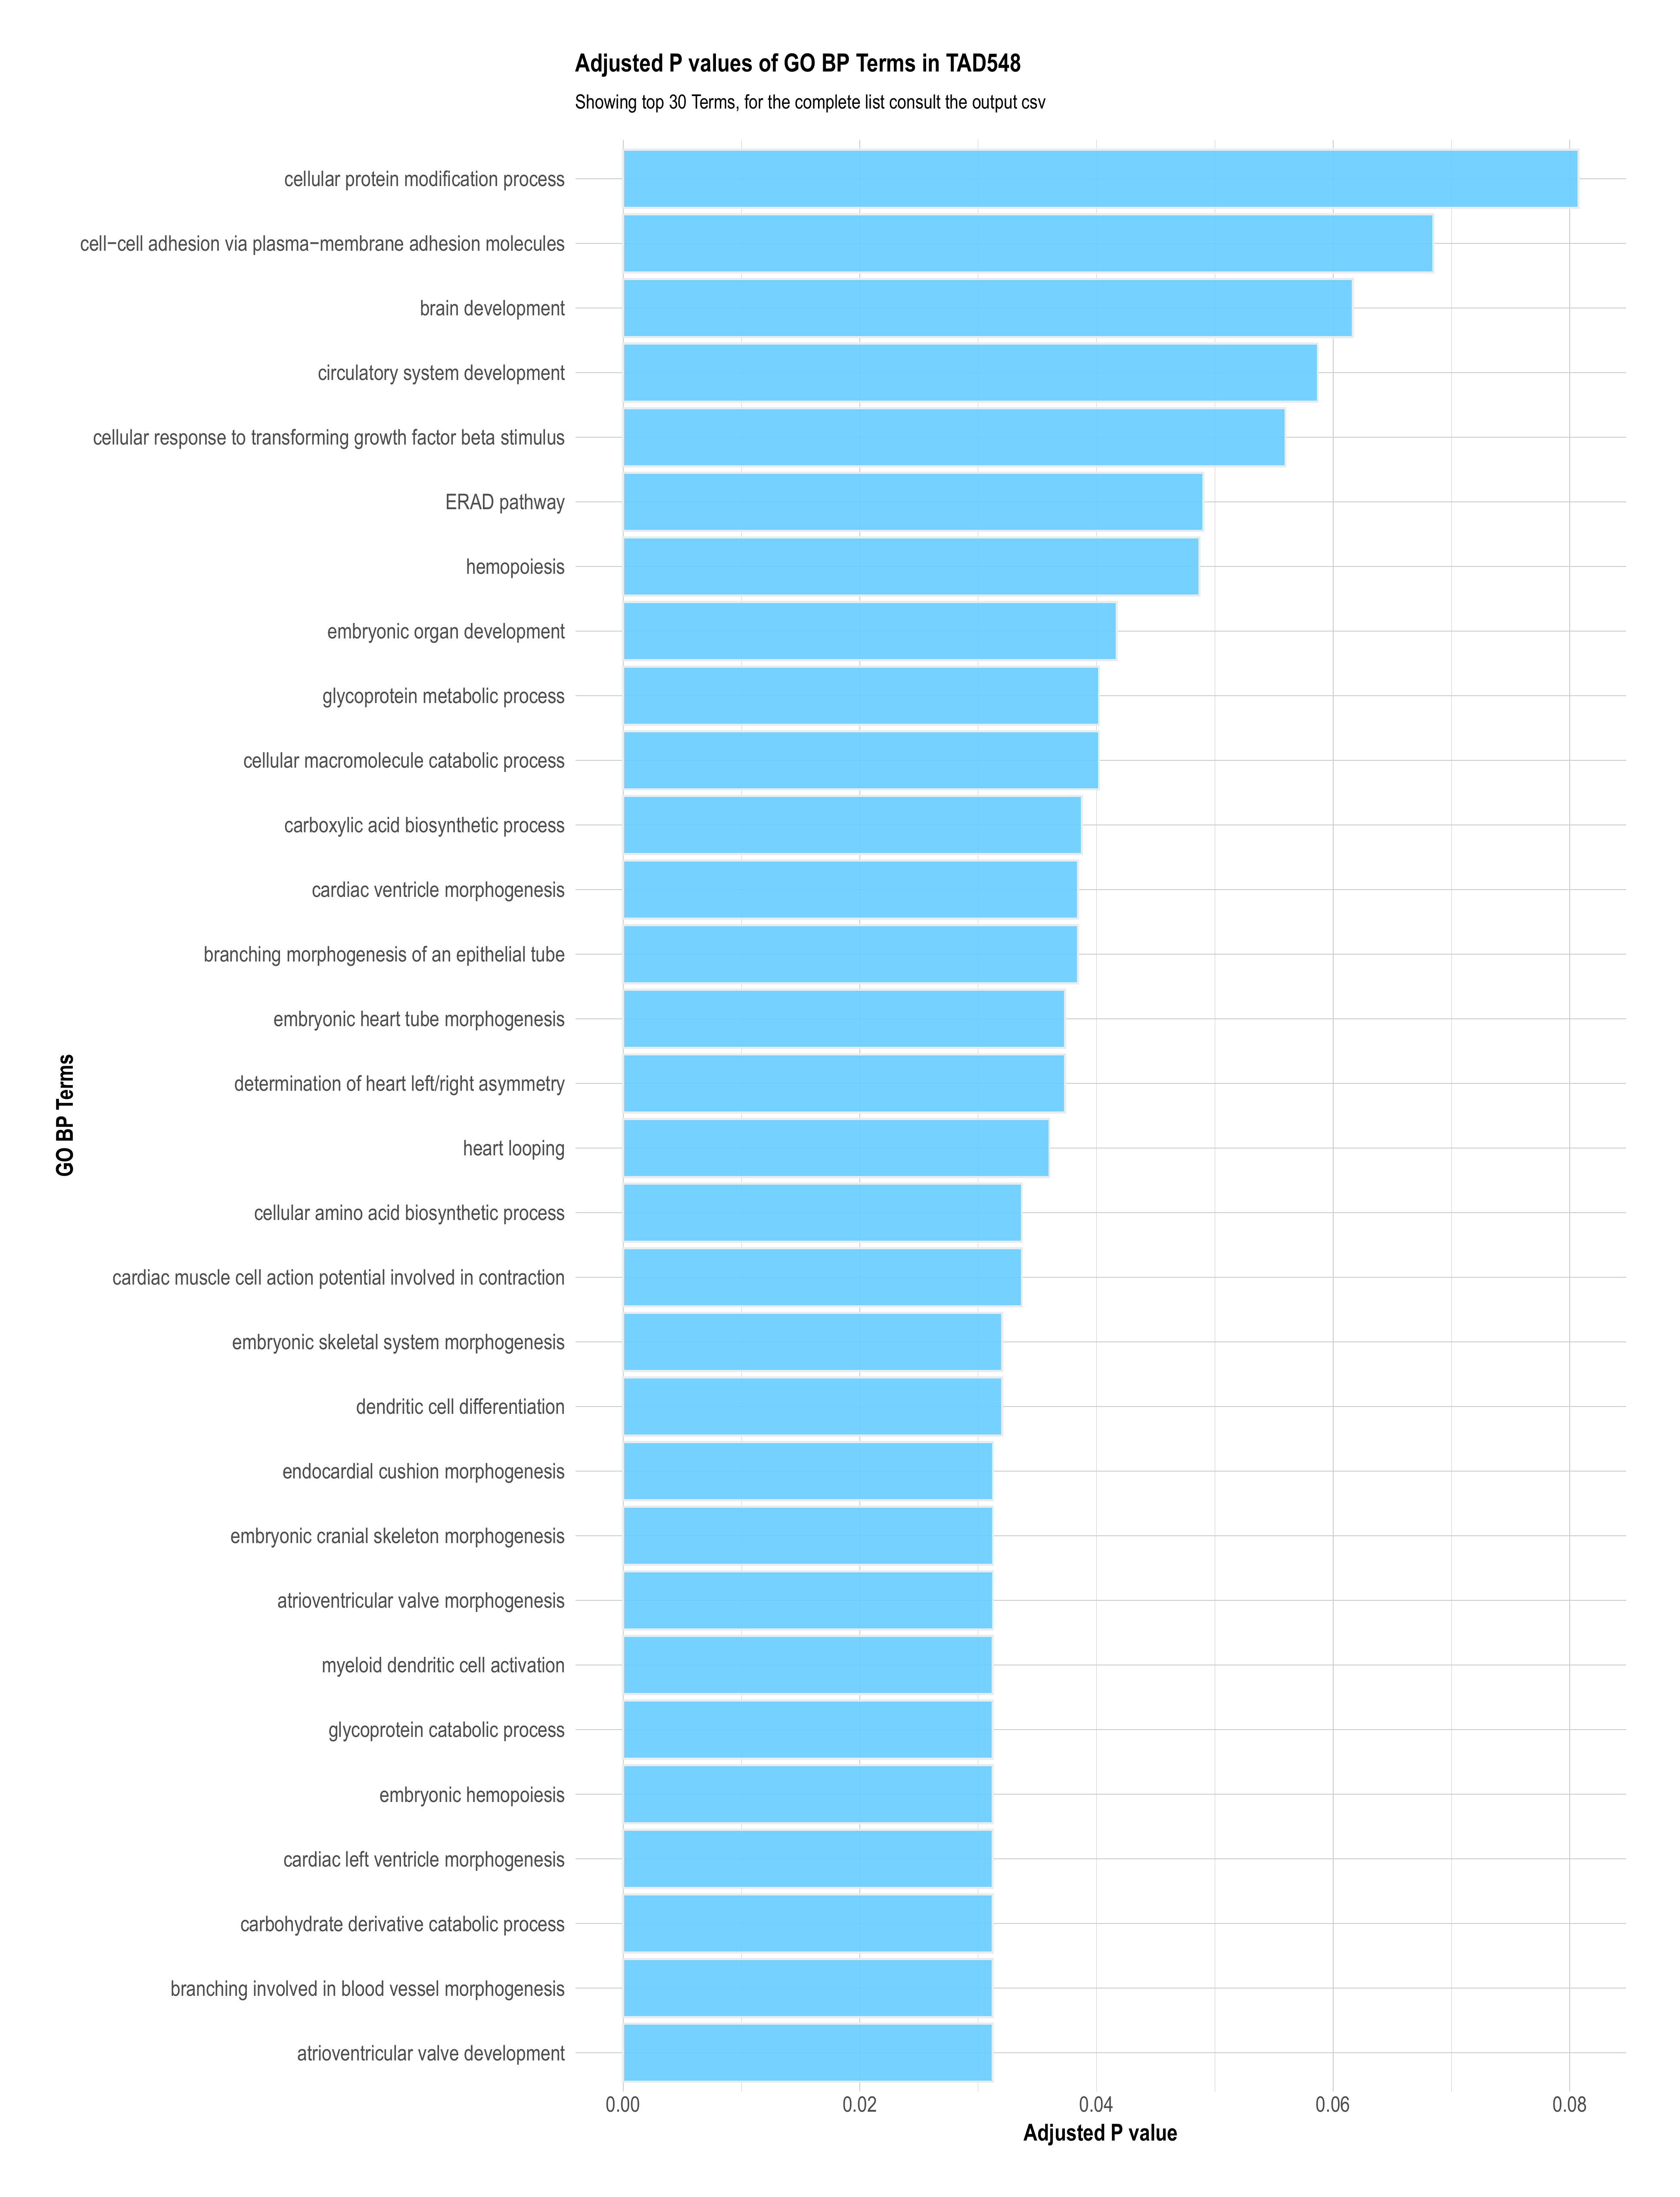 Adjusted P values of GO BP Terms in TAD548
Showing top 30 Terms, for the complete list consult the output csv
cellular protein modification process
cell−cell adhesion via plasma−membrane adhesion molecules
brain development
circulatory system development
cellular response to transforming growth factor beta stimulus
ERAD pathway
hemopoiesis
embryonic organ development
glycoprotein metabolic process
cellular macromolecule catabolic process
carboxylic acid biosynthetic process
cardiac ventricle morphogenesis
branching morphogenesis of an epithelial tube
embryonic heart tube morphogenesis
determination of heart left/right asymmetry
heart looping
cellular amino acid biosynthetic process
cardiac muscle cell action potential involved in contraction
embryonic skeletal system morphogenesis
dendritic cell differentiation
endocardial cushion morphogenesis
embryonic cranial skeleton morphogenesis
atrioventricular valve morphogenesis
myeloid dendritic cell activation
glycoprotein catabolic process
embryonic hemopoiesis
cardiac left ventricle morphogenesis
carbohydrate derivative catabolic process
branching involved in blood vessel morphogenesis
atrioventricular valve development
GO BP Terms
0.00 0.02 0.04 0.06 0.08
Adjusted P value